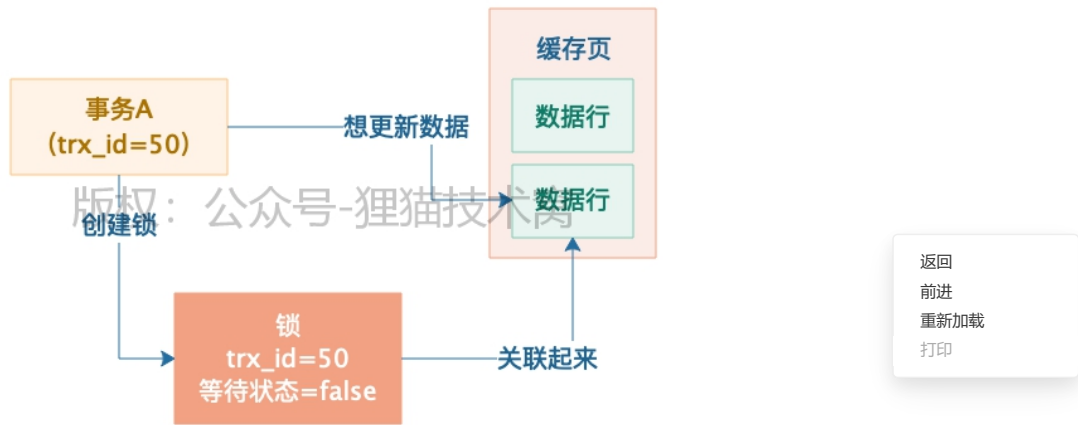 缓存页
事务A
(trx_id=50)
数据行
想更新数据
数据行
版权：公众号-狸猫技术窝
创建锁
锁
trx_id=50
等待状态=false
关联起来
返回
前进
重新加载
打印